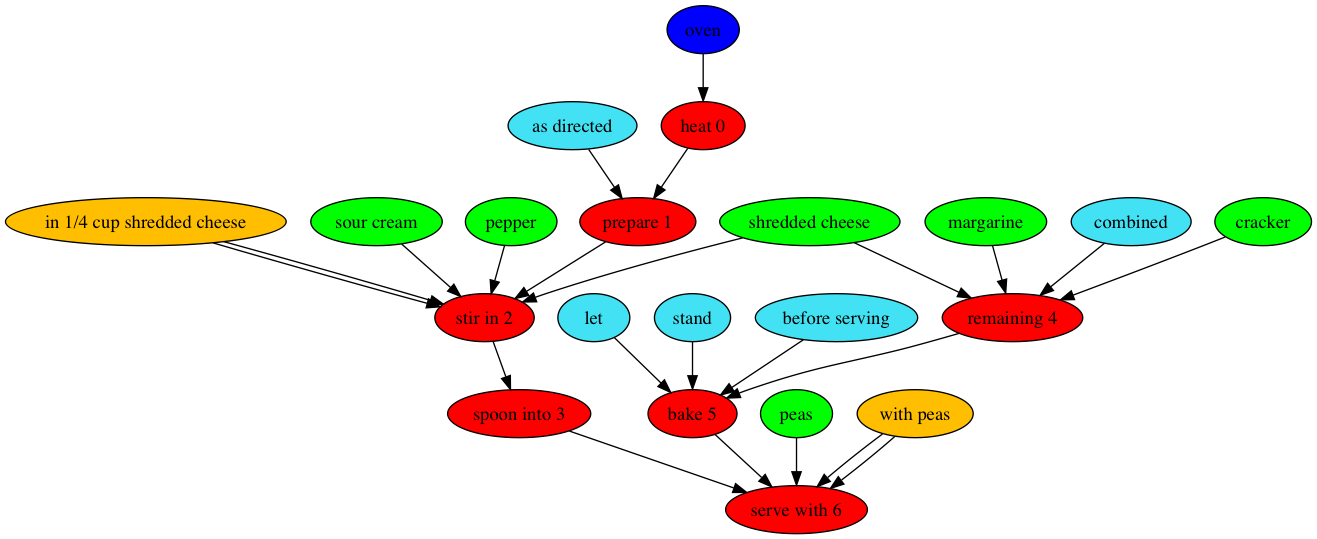 oven
as directed
heat 0
in 1/4 cup shredded cheese
sour cream
pepper
prepare 1
shredded cheese
margarine
combined
cracker
stir in 2
let
stand
before serving
remaining 4
spoon into 3
bake 5
peas
with peas
serve with 6